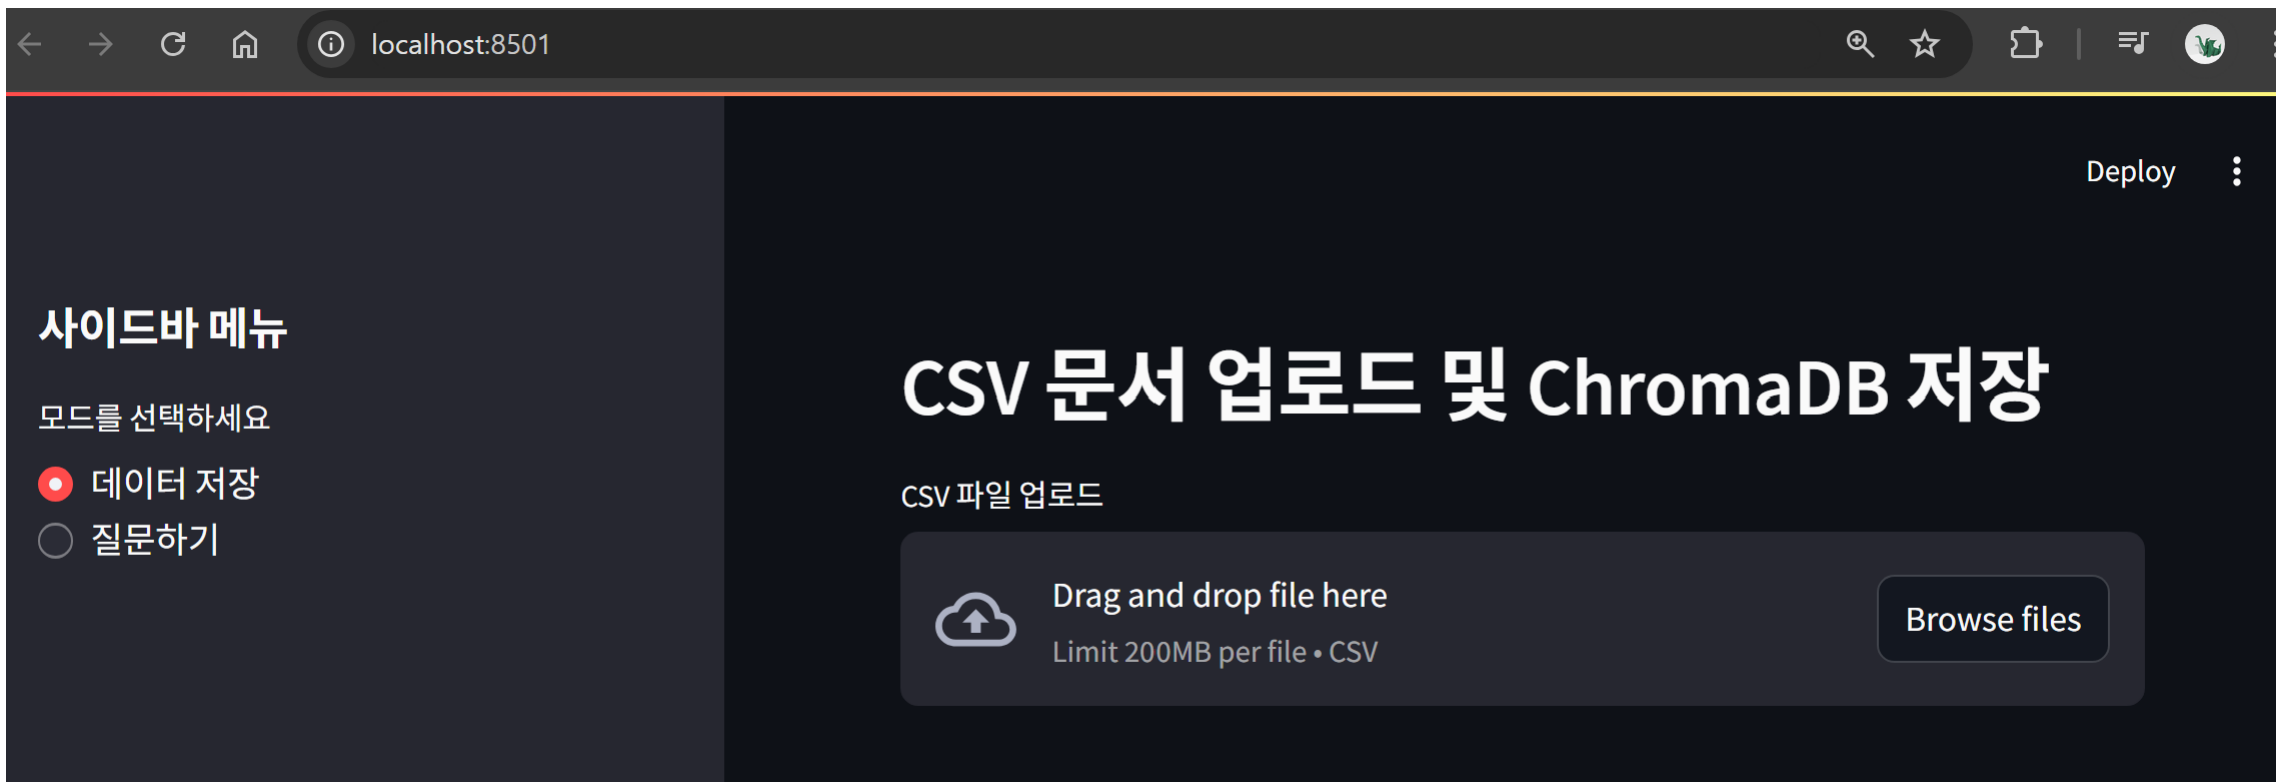 localhost:8501
Deploy
사이드바 메뉴
모드를 선택하세요
데이터 저장
질문하기
CSV 문서 업로드 및 ChromaDB 저장
CSV 파일 업로드
Drag and drop file here
Limit 200MB per file • CSV
Browse files